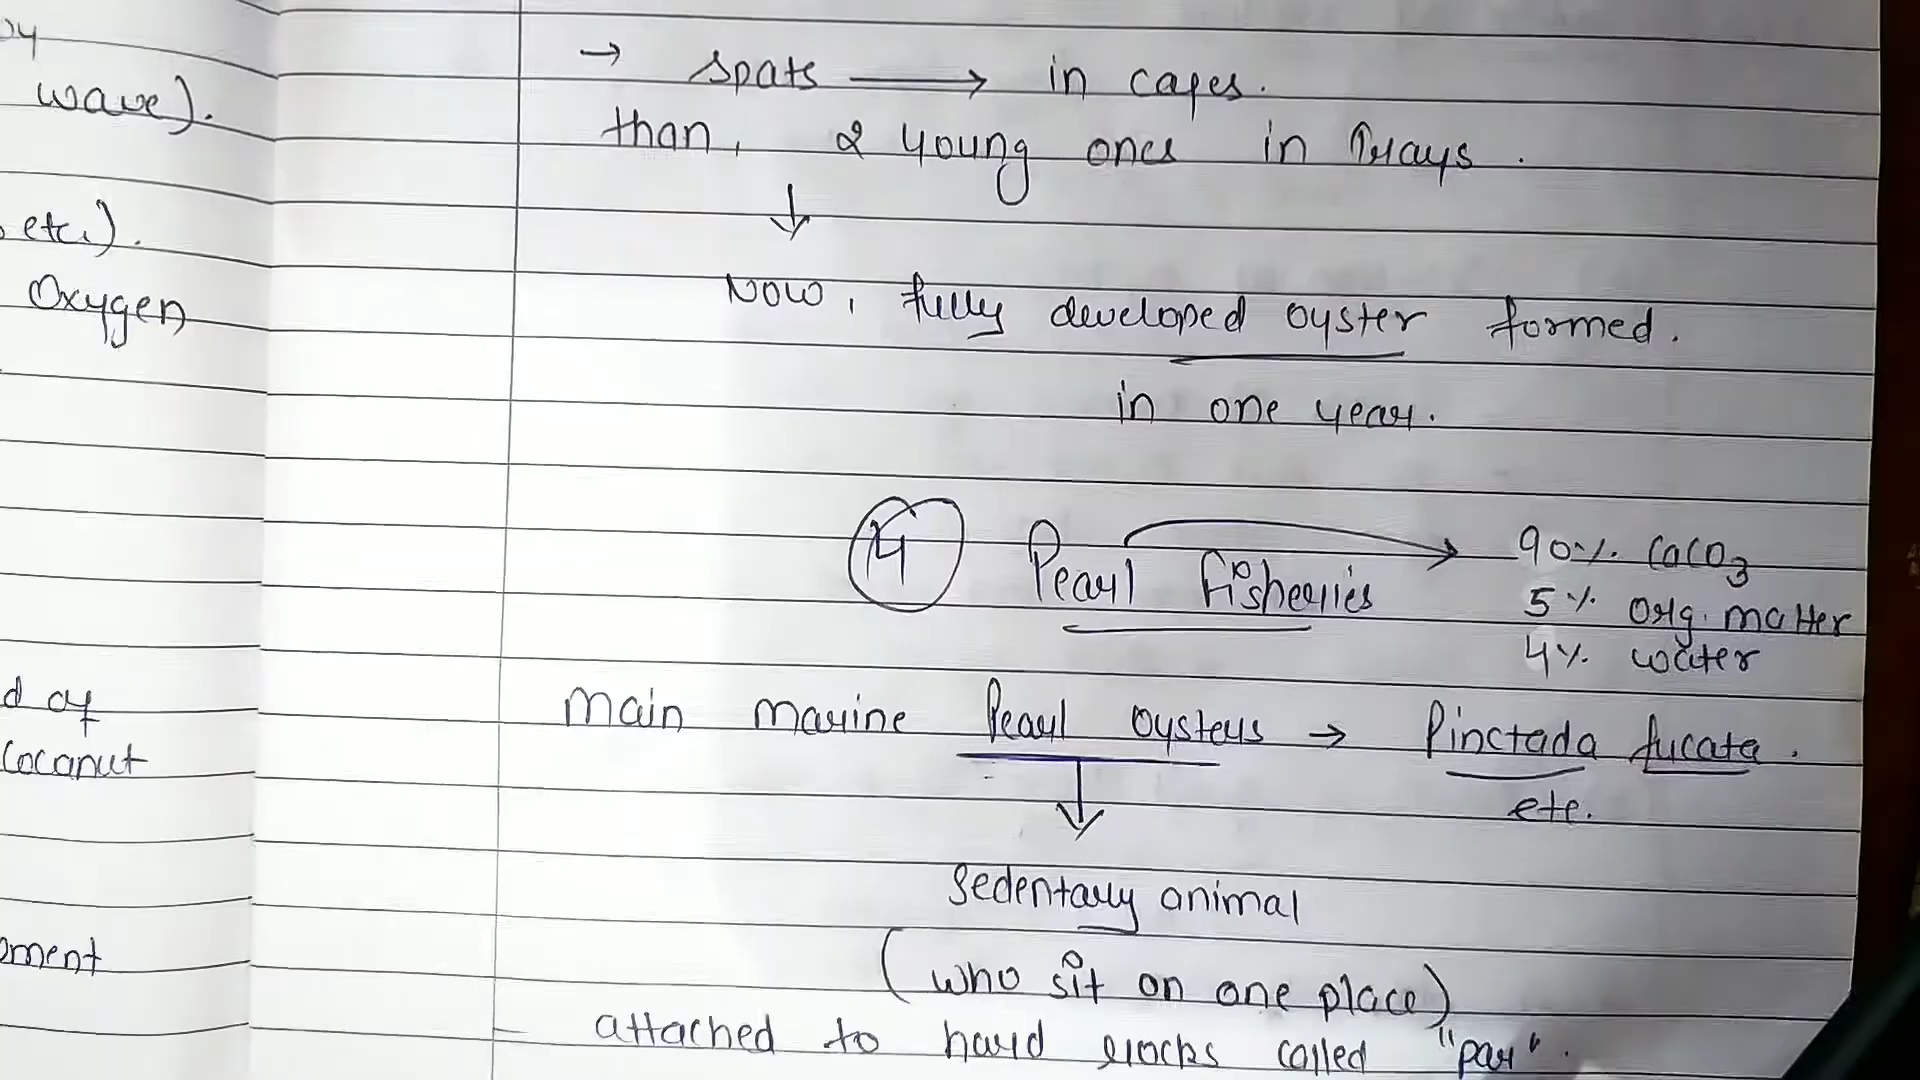 oy
wave).
etc.).
Oxygen
d of
Coconut
ment
→ spats → in cages.
than, 2 young ones in Trays.
↓
Now, fully developed oyster formed.
in one year.
4 Pearl Fisheries → 90% CaCO3
5% Org. matter
4% water
main marine Pearl oysters → Pinctada fucata.
etc.
↓
Sedentary animal
(who sit on one place)
attached to hard rocks called "par".